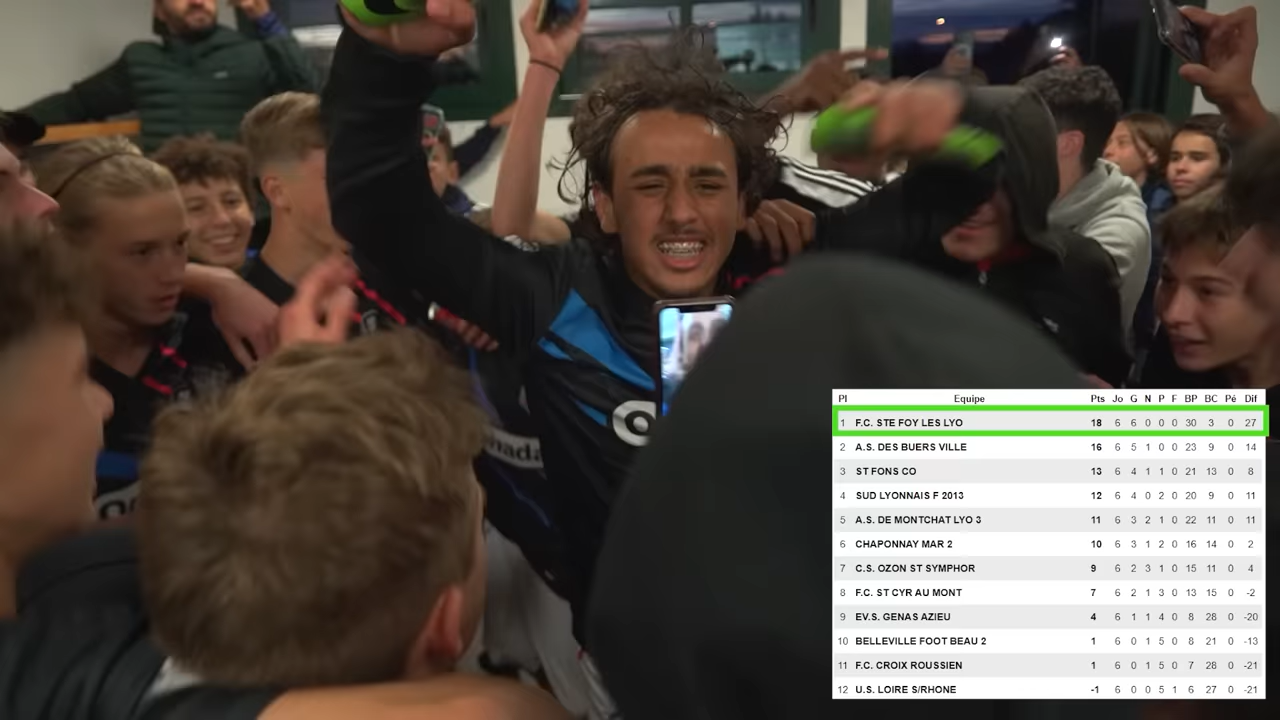 Pl Equipe Pts Jo G N P F BP BC Pé Dif
1 F.C. STE FOY LES LYO 18 6 6 0 0 0 30 3 0 27
2 A.S. DES BUERS VILLE 16 6 5 1 0 0 23 9 0 14
3 ST FONS CO 13 6 4 1 1 0 21 13 0 8
4 SUD LYONNAIS F 2013 12 6 4 0 2 0 20 9 0 11
5 A.S. DE MONTCHAT LYO 3 11 6 3 2 1 0 22 11 0 11
6 CHAPONNAY MAR 2 10 6 3 1 2 0 16 14 0 2
7 C.S. OZON ST SYMPHOR 9 6 2 3 1 0 15 11 0 4
8 F.C. ST CYR AU MONT 7 6 2 1 3 0 13 15 0 -2
9 EV.S. GENAS AZIEU 4 6 1 1 4 0 8 28 0 -20
10 BELLEVILLE FOOT BEAU 2 1 6 0 1 5 0 8 21 0 -13
11 F.C. CROIX ROUSSIEN 1 6 0 1 5 0 7 28 0 -21
12 U.S. LOIRE S/RHONE -1 6 0 0 5 1 6 27 0 -21